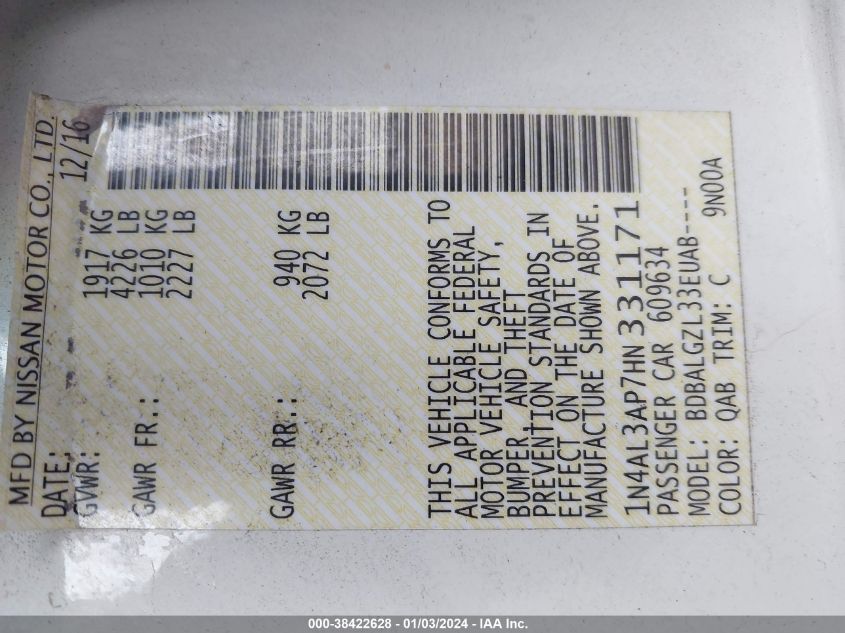 MFD BY NISSAN MOTOR CO., LTD.
DATE: 12/16
GVWR: 1917 KG
4226 LB
GAWR FR.: 1010 KG
2227 LB
GAWR RR.: 940 KG
2072 LB
THIS VEHICLE CONFORMS TO
ALL APPLICABLE FEDERAL
MOTOR VEHICLE SAFETY,
BUMPER, AND THEFT
PREVENTION STANDARDS IN
EFFECT ON THE DATE OF
MANUFACTURE SHOWN ABOVE.
1N4AL3AP7HN331171
PASSENGER CAR 609634
MODEL: BDBALGZL33EUAB----
COLOR: QAB TRIM: C 9N00A
000-38422628 - 01/03/2024 - IAA Inc.